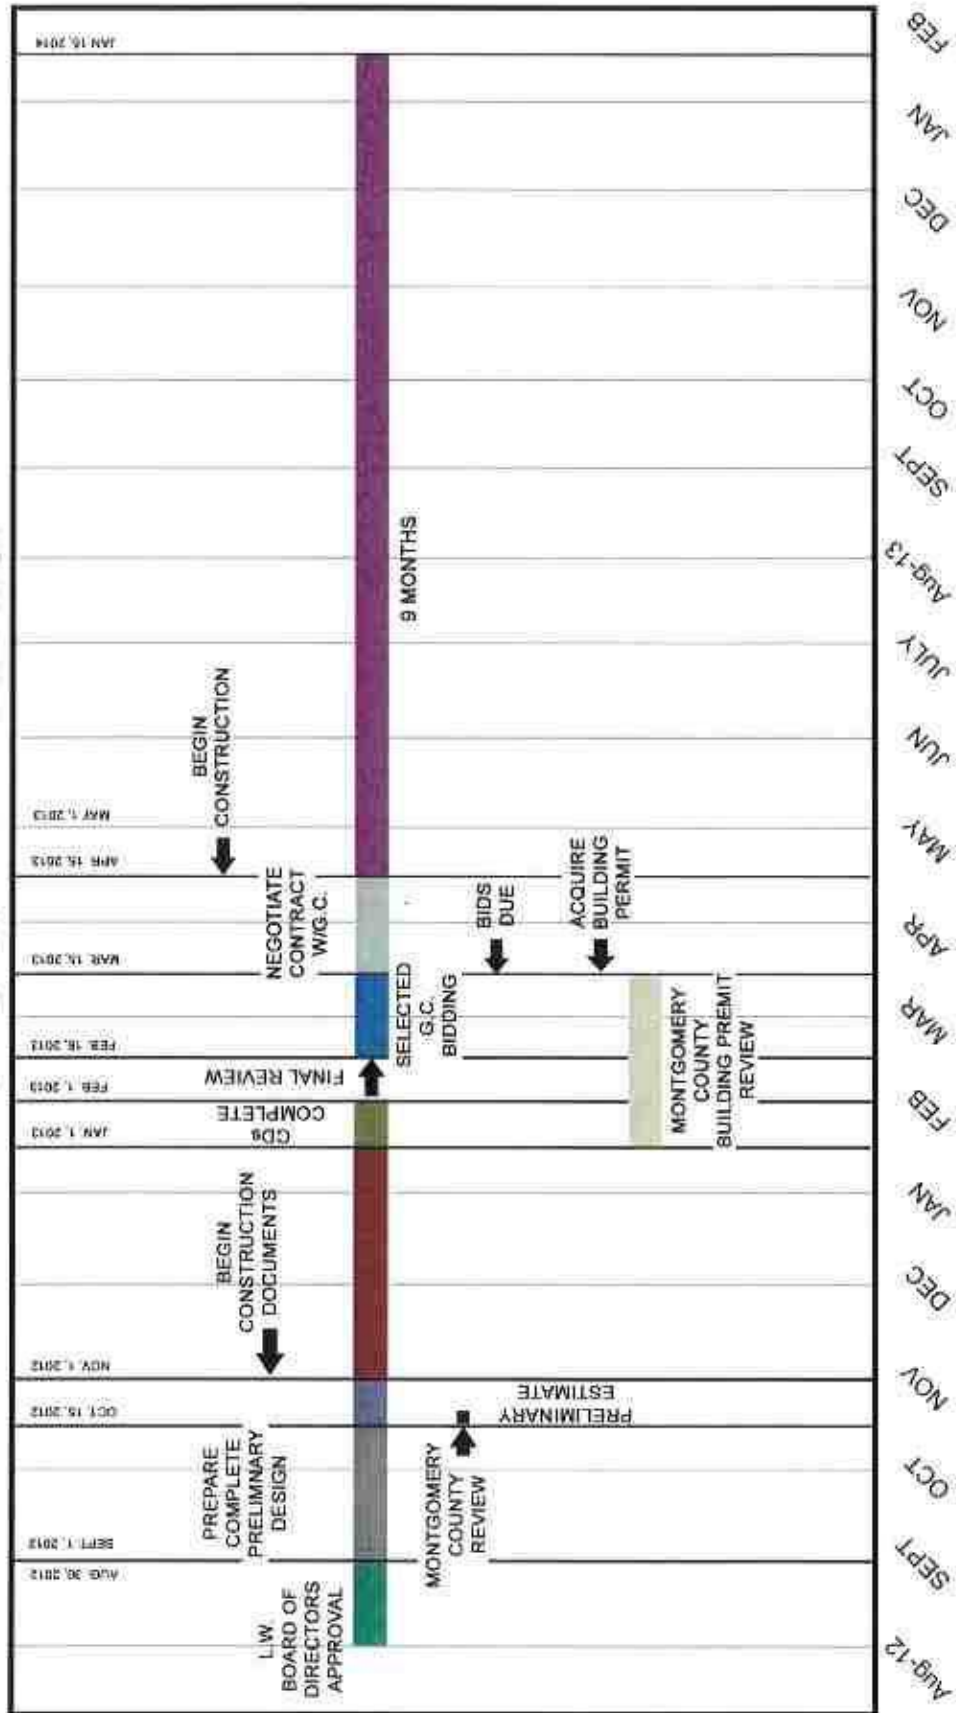 L.W.
BOARD OF
DIRECTORS
APPROVAL
AUG. 30, 2012
SEPT. 1, 2012
PREPARE
COMPLETE
PRELIMNARY
DESIGN
MONTGOMERY
COUNTY
REVIEW
OCT. 15, 2012
PRELIMINARY
ESTIMATE
NOV. 1, 2012
BEGIN
CONSTRUCTION
DOCUMENTS
JAN. 1, 2013
COMPLETE
CDs
FEB. 1, 2013
FINAL REVIEW
FEB. 15, 2013
SELECTED
G.C.
BIDDING
MONTGOMERY
COUNTY
BUILDING PREMIT
REVIEW
MAR. 15, 2013
NEGOTIATE
CONTRACT
W/G.C.
BIDS
DUE
ACQUIRE
BUILDING
PERMIT
APR. 15, 2013
BEGIN
CONSTRUCTION
MAY 1, 2013
9 MONTHS
JAN 15, 2014
Aug-12
SEPT
OCT
NOV
DEC
JAN
FEB
MAR
APR
MAY
JUN
JULY
Aug-13
SEPT
OCT
NOV
DEC
JAN
FEB